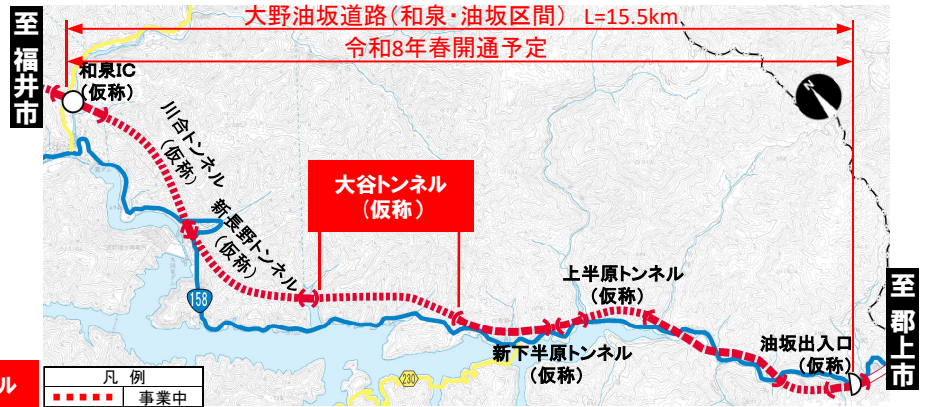 大野油坂道路(和泉・油坂区間) L=15.5km
令和8年春開通予定
至 福井市
和泉IC
(仮称)
N
川合トンネル
(仮称)
大谷トンネル
(仮称)
新長野トンネル
(仮称)
上半原トンネル
(仮称)
158
至 郡上市
油坂出入口
(仮称)
新下半原トンネル
(仮称)
230
ル
凡 例
事業中